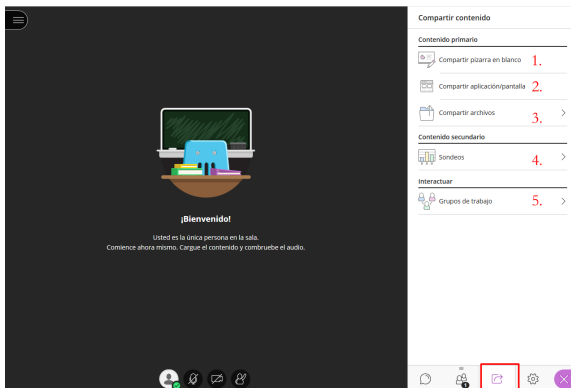 ¡Bienvenido!
Usted es la única persona en la sala.
Comience ahora mismo. Cargue el contenido y combruebe el audio.
Compartir contenido
Contenido primario
Compartir pizarra en blanco 1.
Compartir aplicación/pantalla 2.
Compartir archivos 3.
Contenido secundario
Sondeos 4.
Interactuar
Grupos de trabajo 5.
1